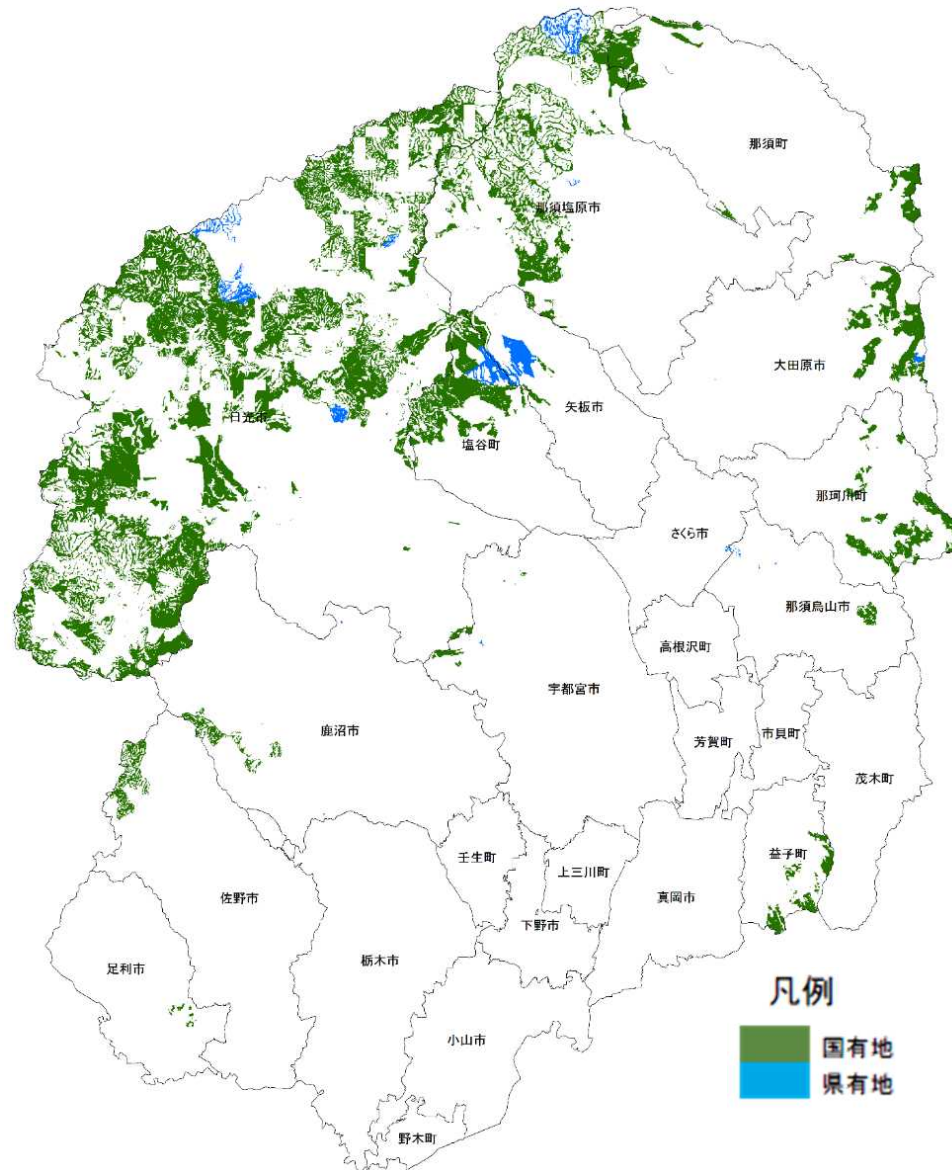 那須町
那須塩原市
大田原市
矢板市
日光市
塩谷町
那珂川町
さくら市
那須烏山市
高根沢町
宇都宮市
鹿沼市
芳賀町
市貝町
茂木町
壬生町
上三川町
益子町
佐野市
真岡市
下野市
足利市
栃木市
小山市
野木町
凡例
国有地
県有地